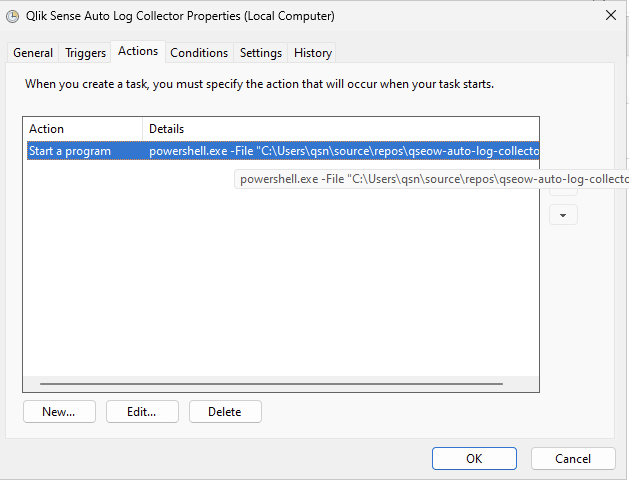 Qlik Sense Auto Log Collector Properties (Local Computer)
General Triggers Actions Conditions Settings History
When you create a task, you must specify the action that will occur when your task starts.
Action Details
Start a program powershell.exe -File "C:\Users\qsn\source\repos\qseow-auto-log-collecto
powershell.exe -File "C:\Users\qsn\source\repos\qseow-auto-log-collecto
New... Edit... Delete
OK Cancel